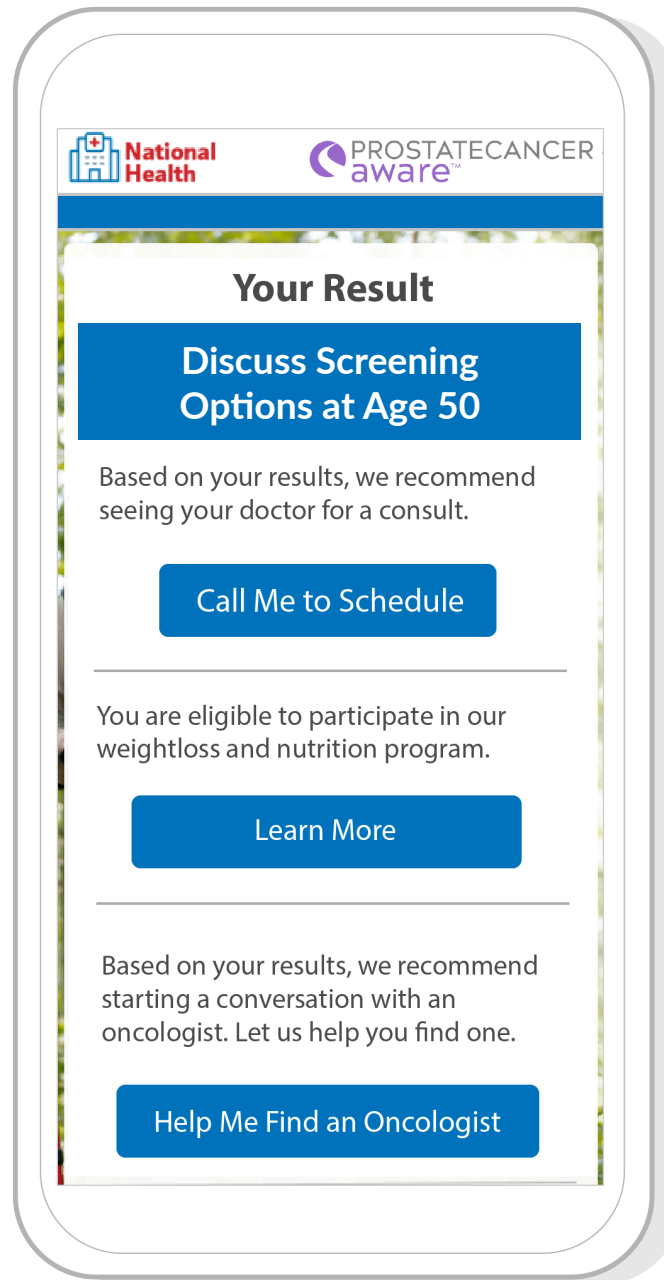 National
Health
PROSTATECANCER
aware™
Your Result
Discuss Screening
Options at Age 50
Based on your results, we recommend
seeing your doctor for a consult.
Call Me to Schedule
You are eligible to participate in our
weightloss and nutrition program.
Learn More
Based on your results, we recommend
starting a conversation with an
oncologist. Let us help you find one.
Help Me Find an Oncologist